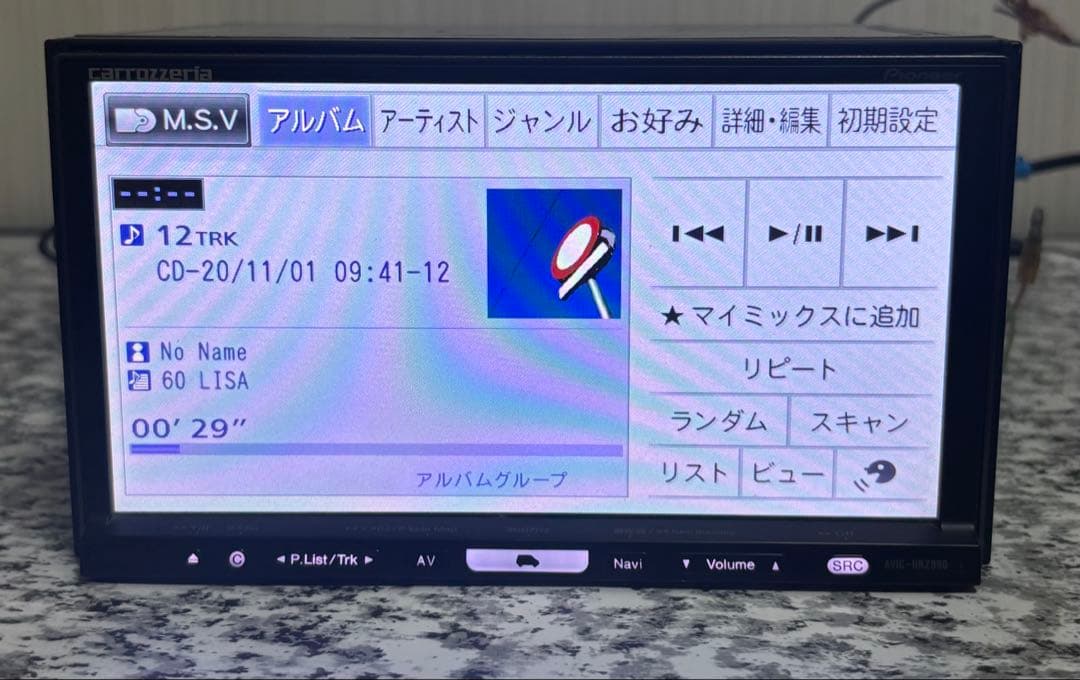 carrozzeria
Pioneer
M.S.V アルバム アーティスト ジャンル お好み 詳細・編集 初期設定
--:--
12TRK
CD-20/11/01 09:41-12
★マイミックスに追加
No Name
リピート
60 LISA
ランダム スキャン
00' 29"
リスト ビュー
アルバムグループ
C P.List/Trk AV Navi Volume SRC